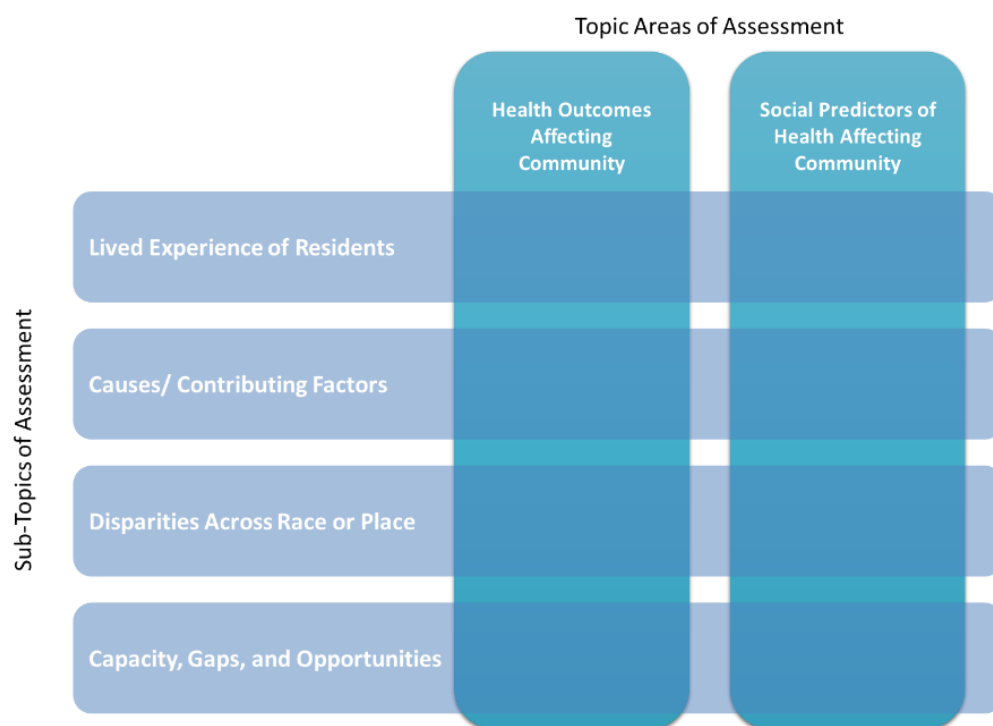 Topic Areas of Assessment
Health Outcomes
Affecting
Community
Social Predictors of
Health Affecting
Community
Sub-Topics of Assessment
Lived Experience of Residents
Causes/ Contributing Factors
Disparities Across Race or Place
Capacity, Gaps, and Opportunities